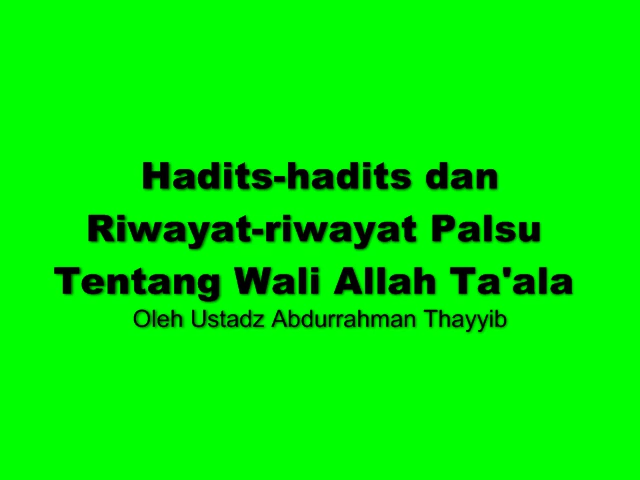 Hadits-hadits dan
Riwayat-riwayat Palsu
Tentang Wali Allah Ta'ala
Oleh Ustadz Abdurrahman Thayyib